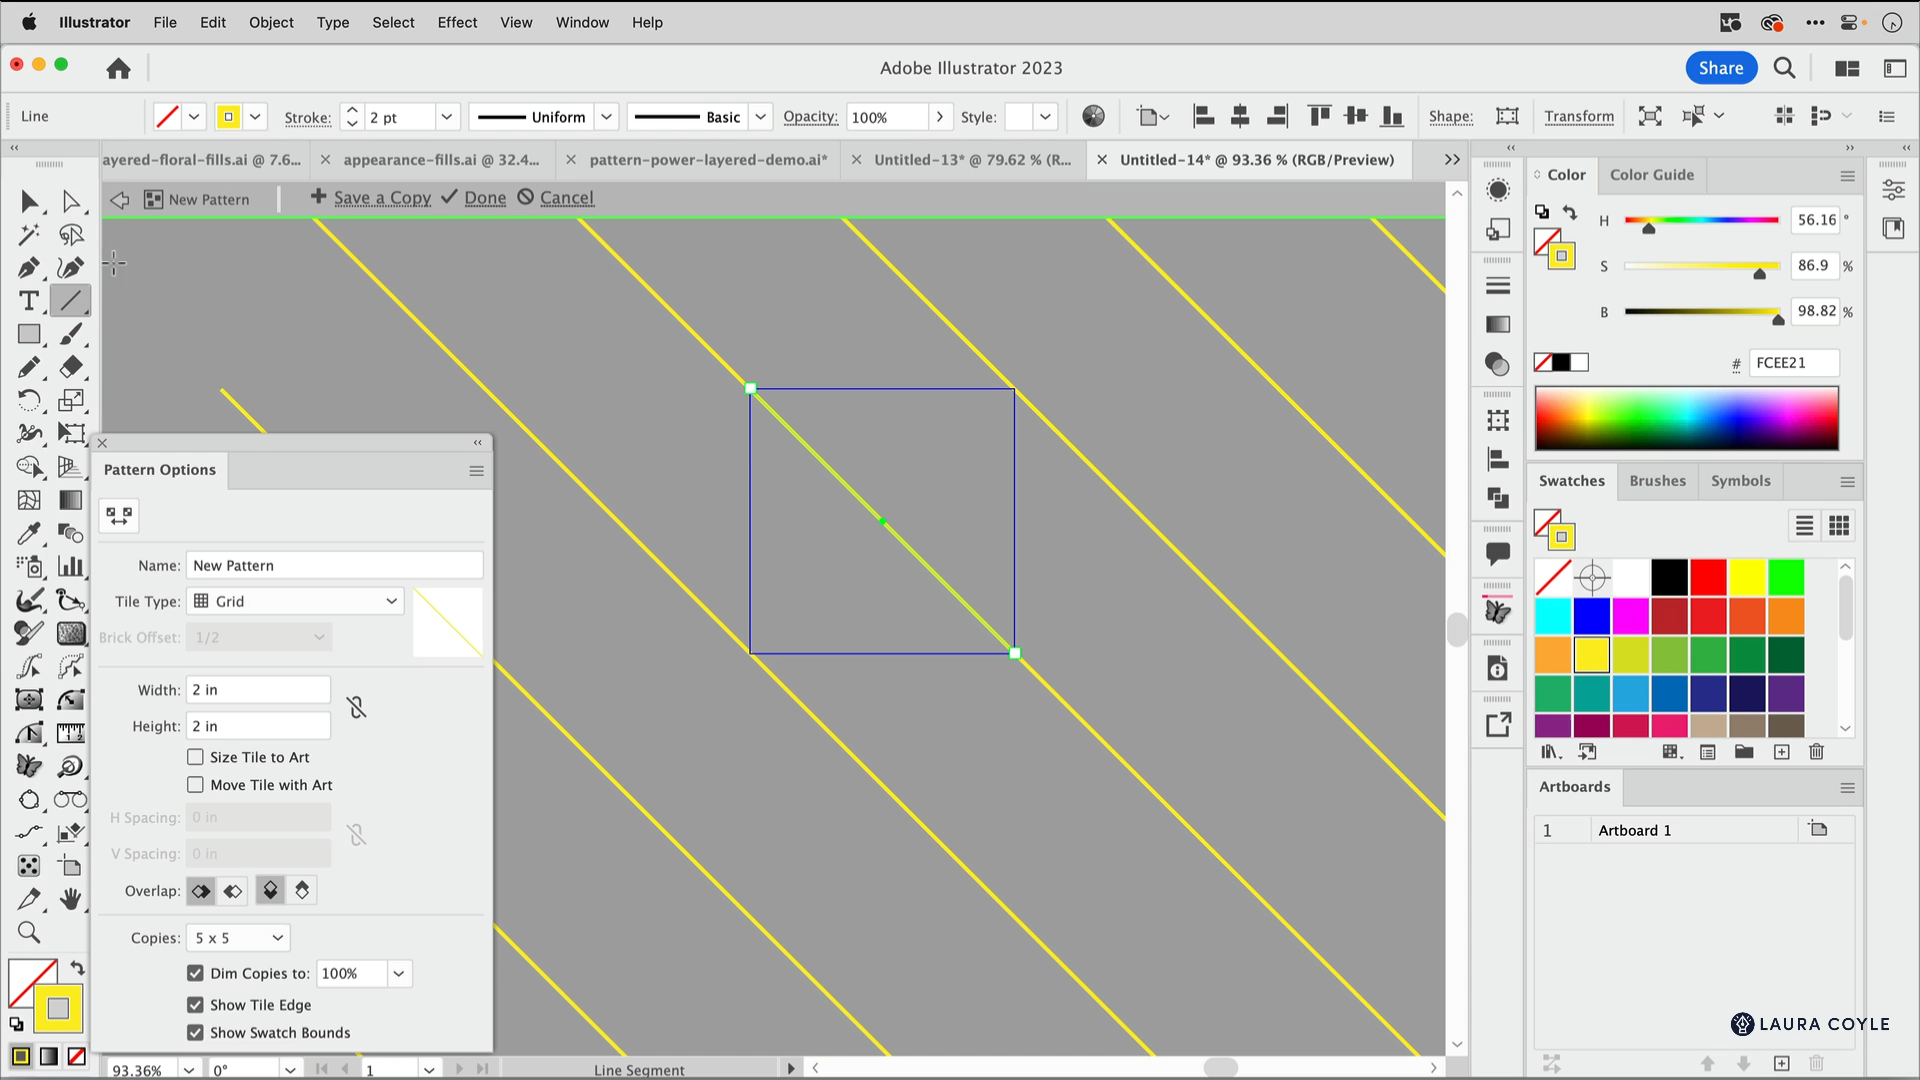 Illustrator File Edit Object Type Select Effect View Window Help
Adobe Illustrator 2023
Share
Line
Stroke: 2 pt Uniform Basic Opacity: 100% Style: Shape: Transform
ayered-floral-fills.ai @ 7.6... appearance-fills.ai @ 32.4... pattern-power-layered-demo.ai* Untitled-13* @ 79.62 % (R... Untitled-14* @ 93.36 % (RGB/Preview)
New Pattern Save a Copy Done Cancel
Color Color Guide
H 56.16 °
S 86.9 %
B 98.82 %
# FCEE21
Swatches Brushes Symbols
Artboards
1 Artboard 1
Pattern Options
Name: New Pattern
Tile Type: Grid
Brick Offset: 1/2
Width: 2 in
Height: 2 in
Size Tile to Art
Move Tile with Art
H Spacing: 0 in
V Spacing: 0 in
Overlap:
Copies: 5 x 5
Dim Copies to: 100%
Show Tile Edge
Show Swatch Bounds
93.36% 0° 1 Line Segment
LAURA COYLE